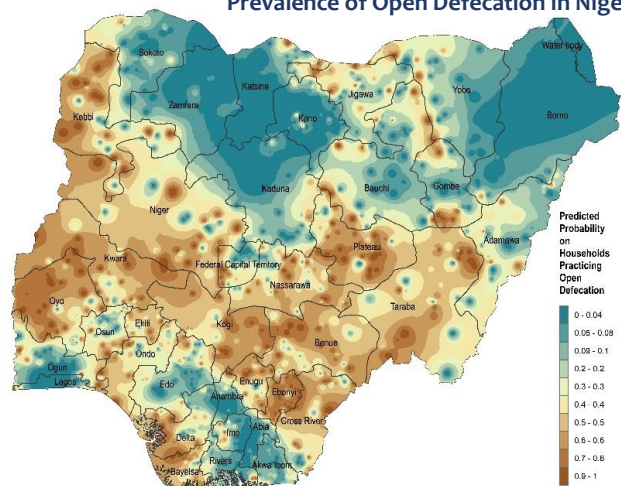 Prevalence of Open Defecation in Nige
Water body
Sokoto
Katsina
Yobe
Jigawa
Zamfara
Kano
Borno
Kebbi
Kaduna
Bauchi
Gombe
Niger
Adamawa
Plateau
Kwara
Federal Capital Territory
Nassarawa
Oyo
Taraba
Osun
Ekiti
Kogi
Benue
Ondo
Ogun
Lagos
Edo
Enugu
Ebonyi
Anambra
Cross River
Delta
Imo
Abia
Bayelsa
Rivers
Akwa Ibom
Predicted
Probability
on
Households
Practicing
Open
Defecation
0 - 0.04
0.05 - 0.08
0.09 - 0.1
0.2 - 0.2
0.3 - 0.3
0.4 - 0.4
0.5 - 0.5
0.6 - 0.6
0.7 - 0.8
0.9 - 1